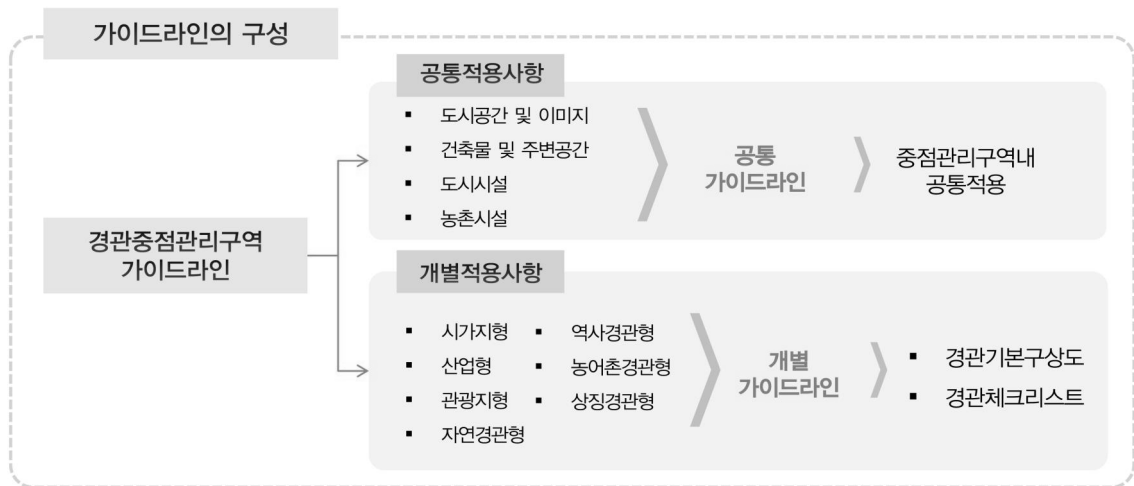 가이드라인의 구성
경관중점관리구역
가이드라인
공통적용사항
▪ 도시공간 및 이미지
▪ 건축물 및 주변공간
▪ 도시시설
▪ 농촌시설
공통
가이드라인
중점관리구역내
공통적용
개별적용사항
▪ 시가지형
▪ 산업형
▪ 관광지형
▪ 자연경관형
▪ 역사경관형
▪ 농어촌경관형
▪ 상징경관형
개별
가이드라인
▪ 경관기본구상도
▪ 경관체크리스트